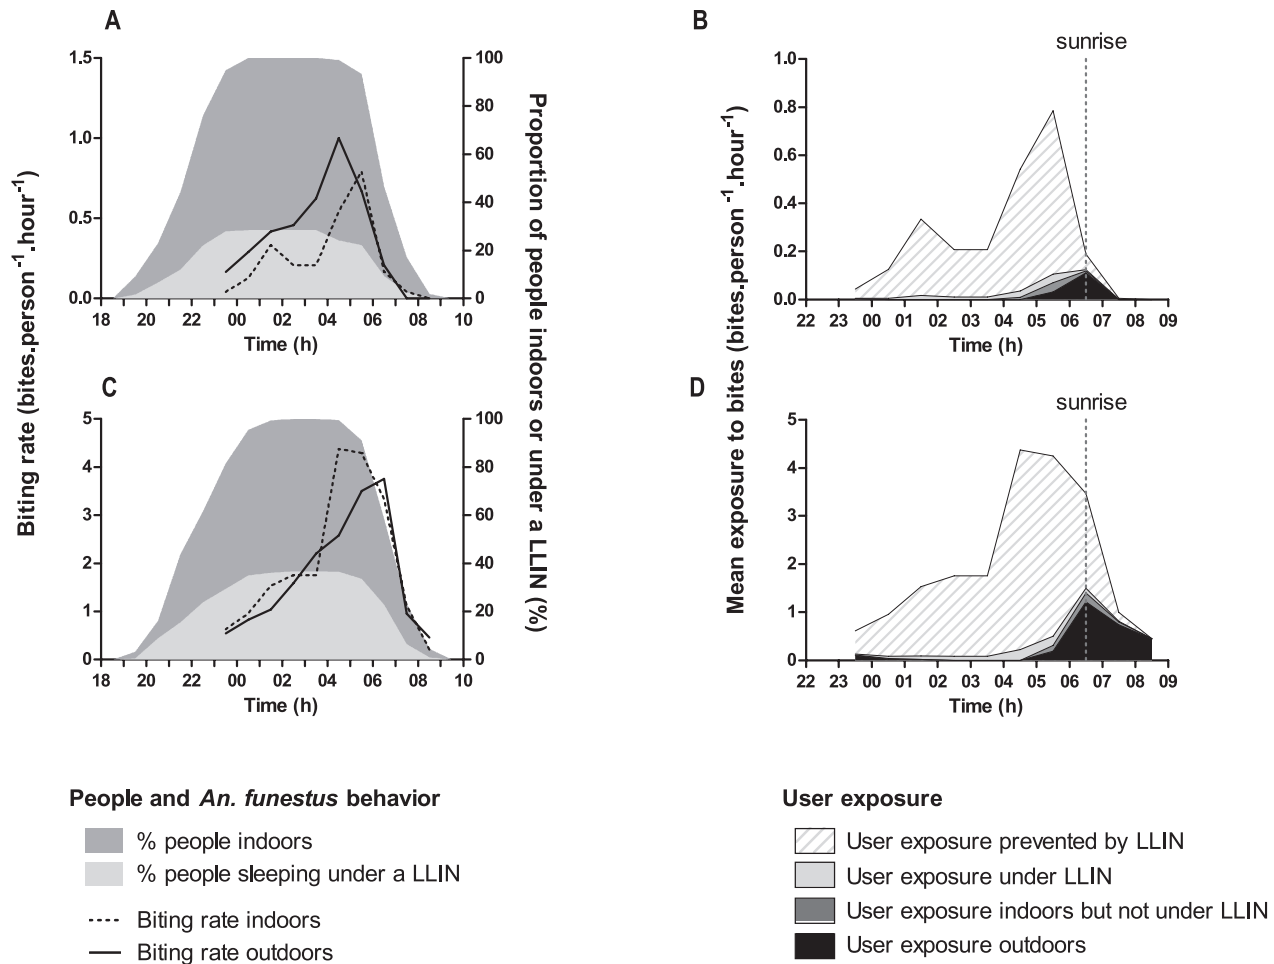 A
B
sunrise
1.5
1.0
0.5
0.0
100
80
60
40
20
0
18 20 22 00 02 04 06 08 10
Time (h)
1.0
0.8
0.6
0.4
0.2
0.0
22 23 00 01 02 03 04 05 06 07 08 09
Time (h)
Biting rate (bites.person-1.hour-1)
Proportion of people indoors or under a LLIN (%)
Mean exposure to bites (bites.person-1.hour-1)
C
D
sunrise
5
4
3
2
1
0
100
80
60
40
20
0
18 20 22 00 02 04 06 08 10
Time (h)
5
4
3
2
1
0
22 23 00 01 02 03 04 05 06 07 08 09
Time (h)
People and An. funestus behavior
% people indoors
% people sleeping under a LLIN
Biting rate indoors
Biting rate outdoors
User exposure
User exposure prevented by LLIN
User exposure under LLIN
User exposure indoors but not under LLIN
User exposure outdoors